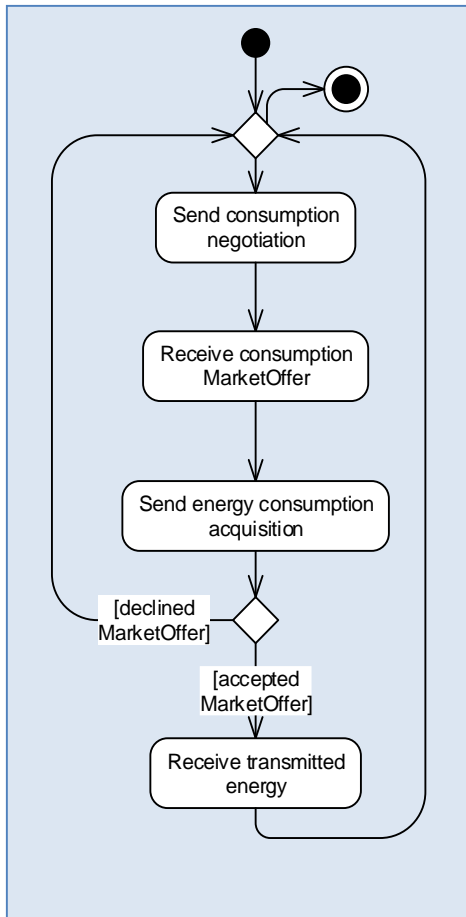 Send consumption
negotiation
Receive consumption
MarketOffer
Send energy consumption
acquisition
[declined
MarketOffer]
[accepted
MarketOffer]
Receive transmitted
energy